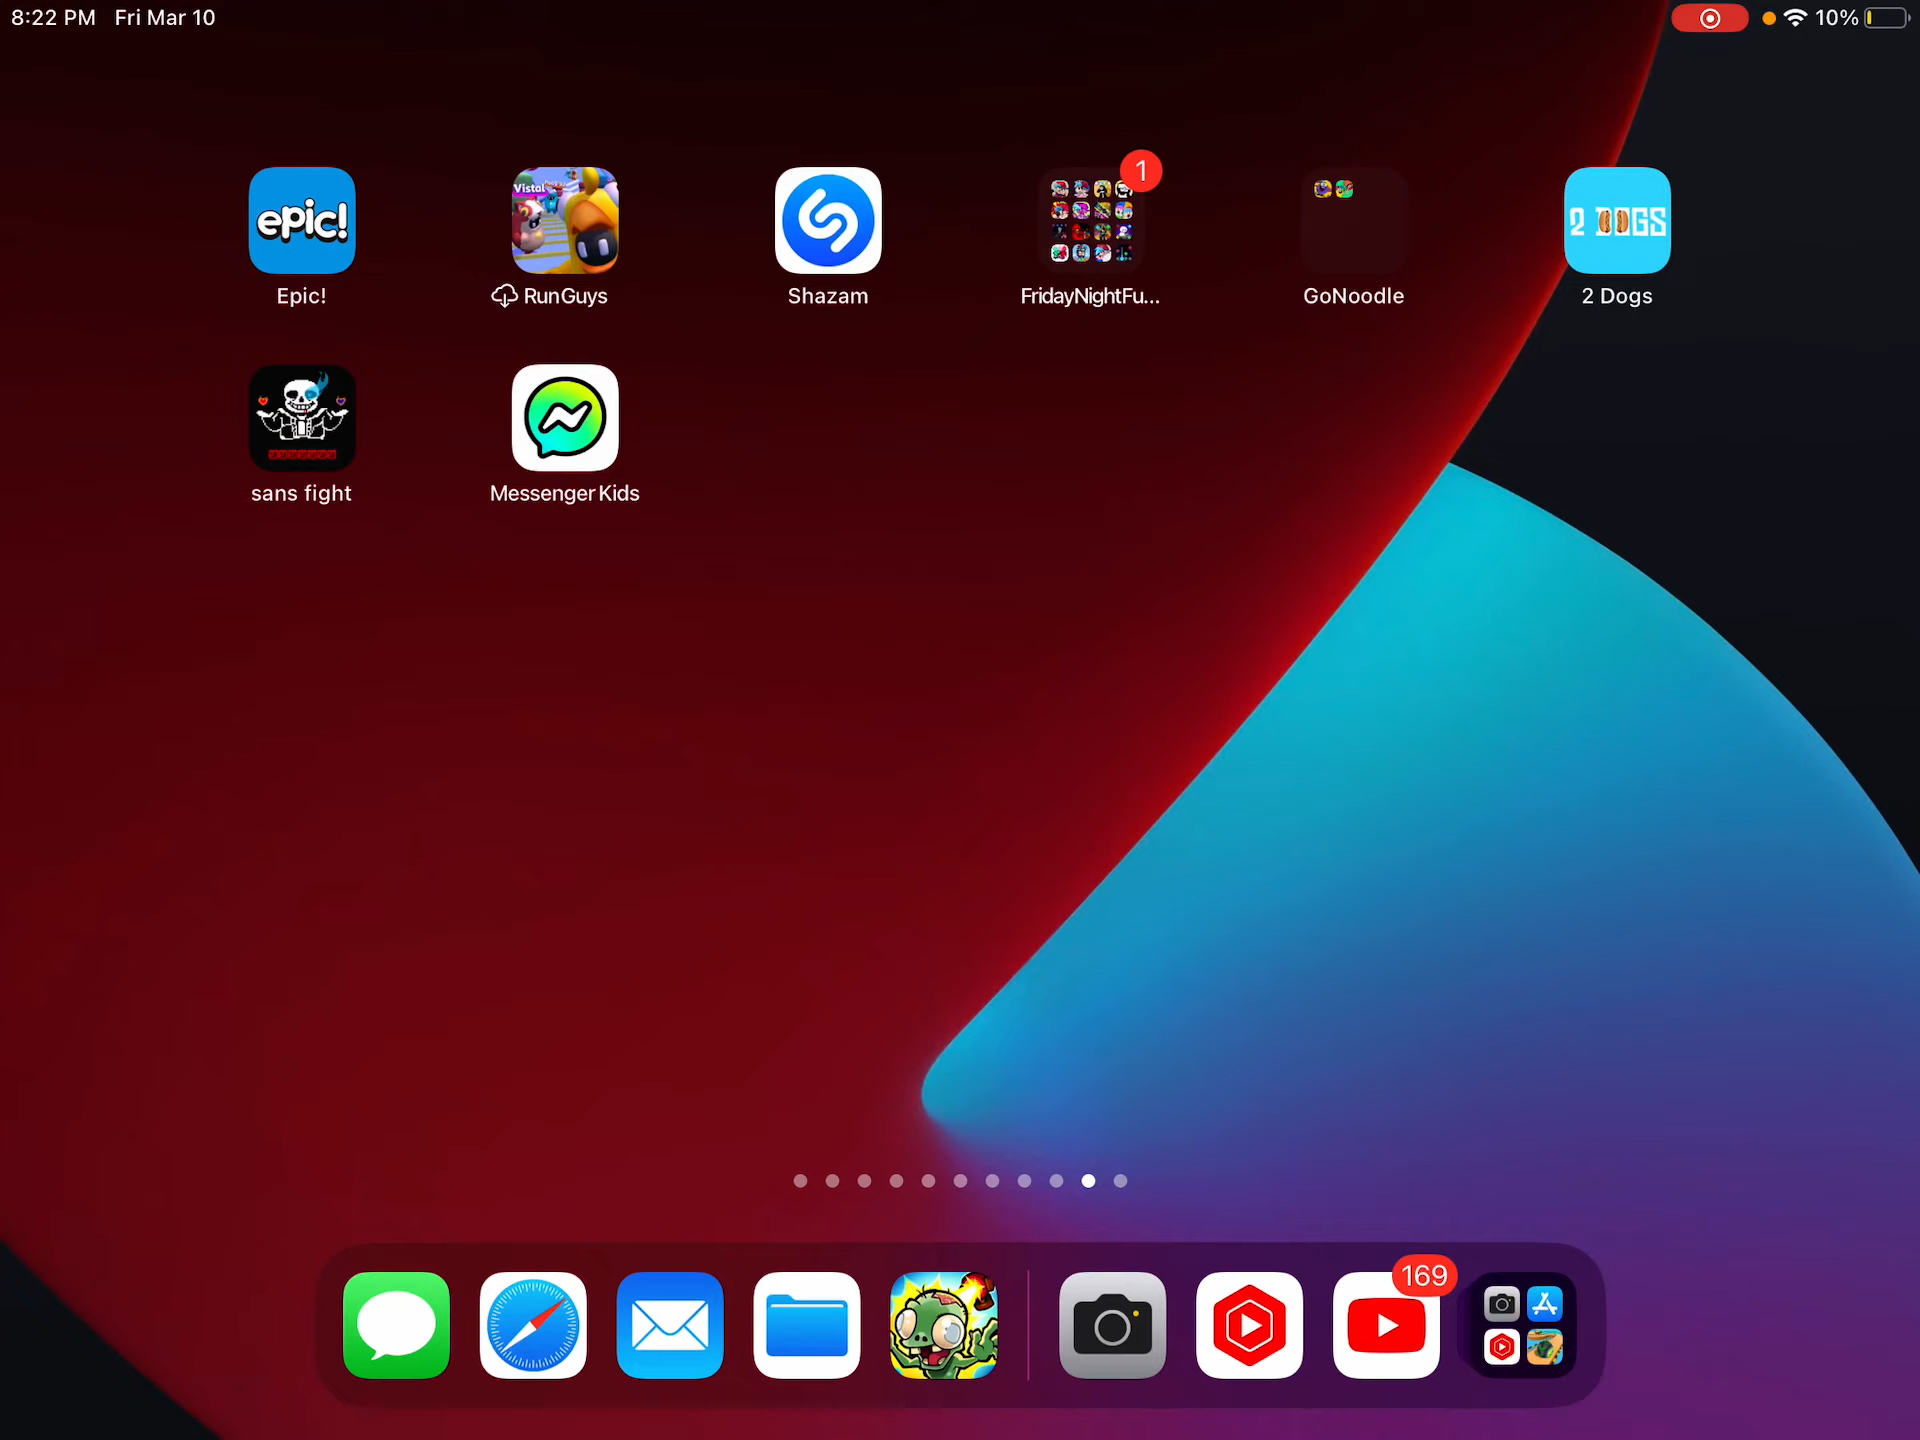 8:22 PM Fri Mar 10
10%
epic!
Vistal
1
2 DOGS
Epic!
RunGuys
Shazam
FridayNightFu...
GoNoodle
2 Dogs
sans fight
Messenger Kids
169